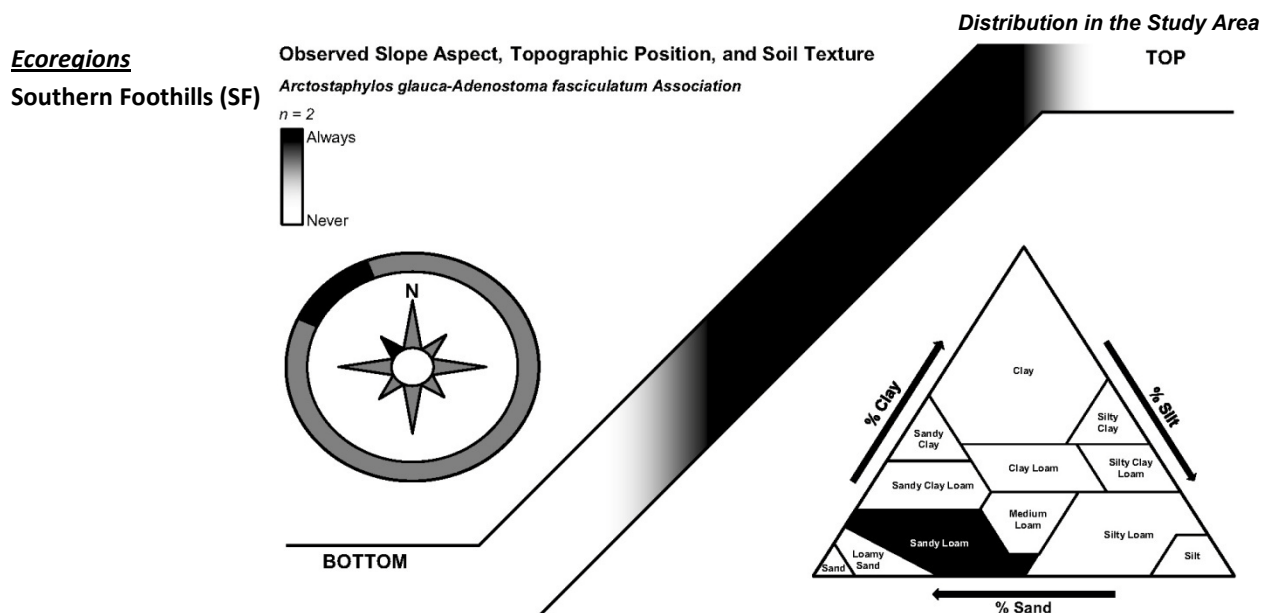 Distribution in the Study Area
Ecoregions
Southern Foothills (SF)
Observed Slope Aspect, Topographic Position, and Soil Texture
Arctostaphylos glauca-Adenostoma fasciculatum Association
n = 2
Always
Never
TOP
N
BOTTOM
% Clay
% Silt
% Sand
Clay
Silty
Clay
Sandy
Clay
Clay Loam
Silty Clay
Loam
Sandy Clay Loam
Medium
Loam
Sandy Loam
Silty Loam
Sand
Loamy
Sand
Silt